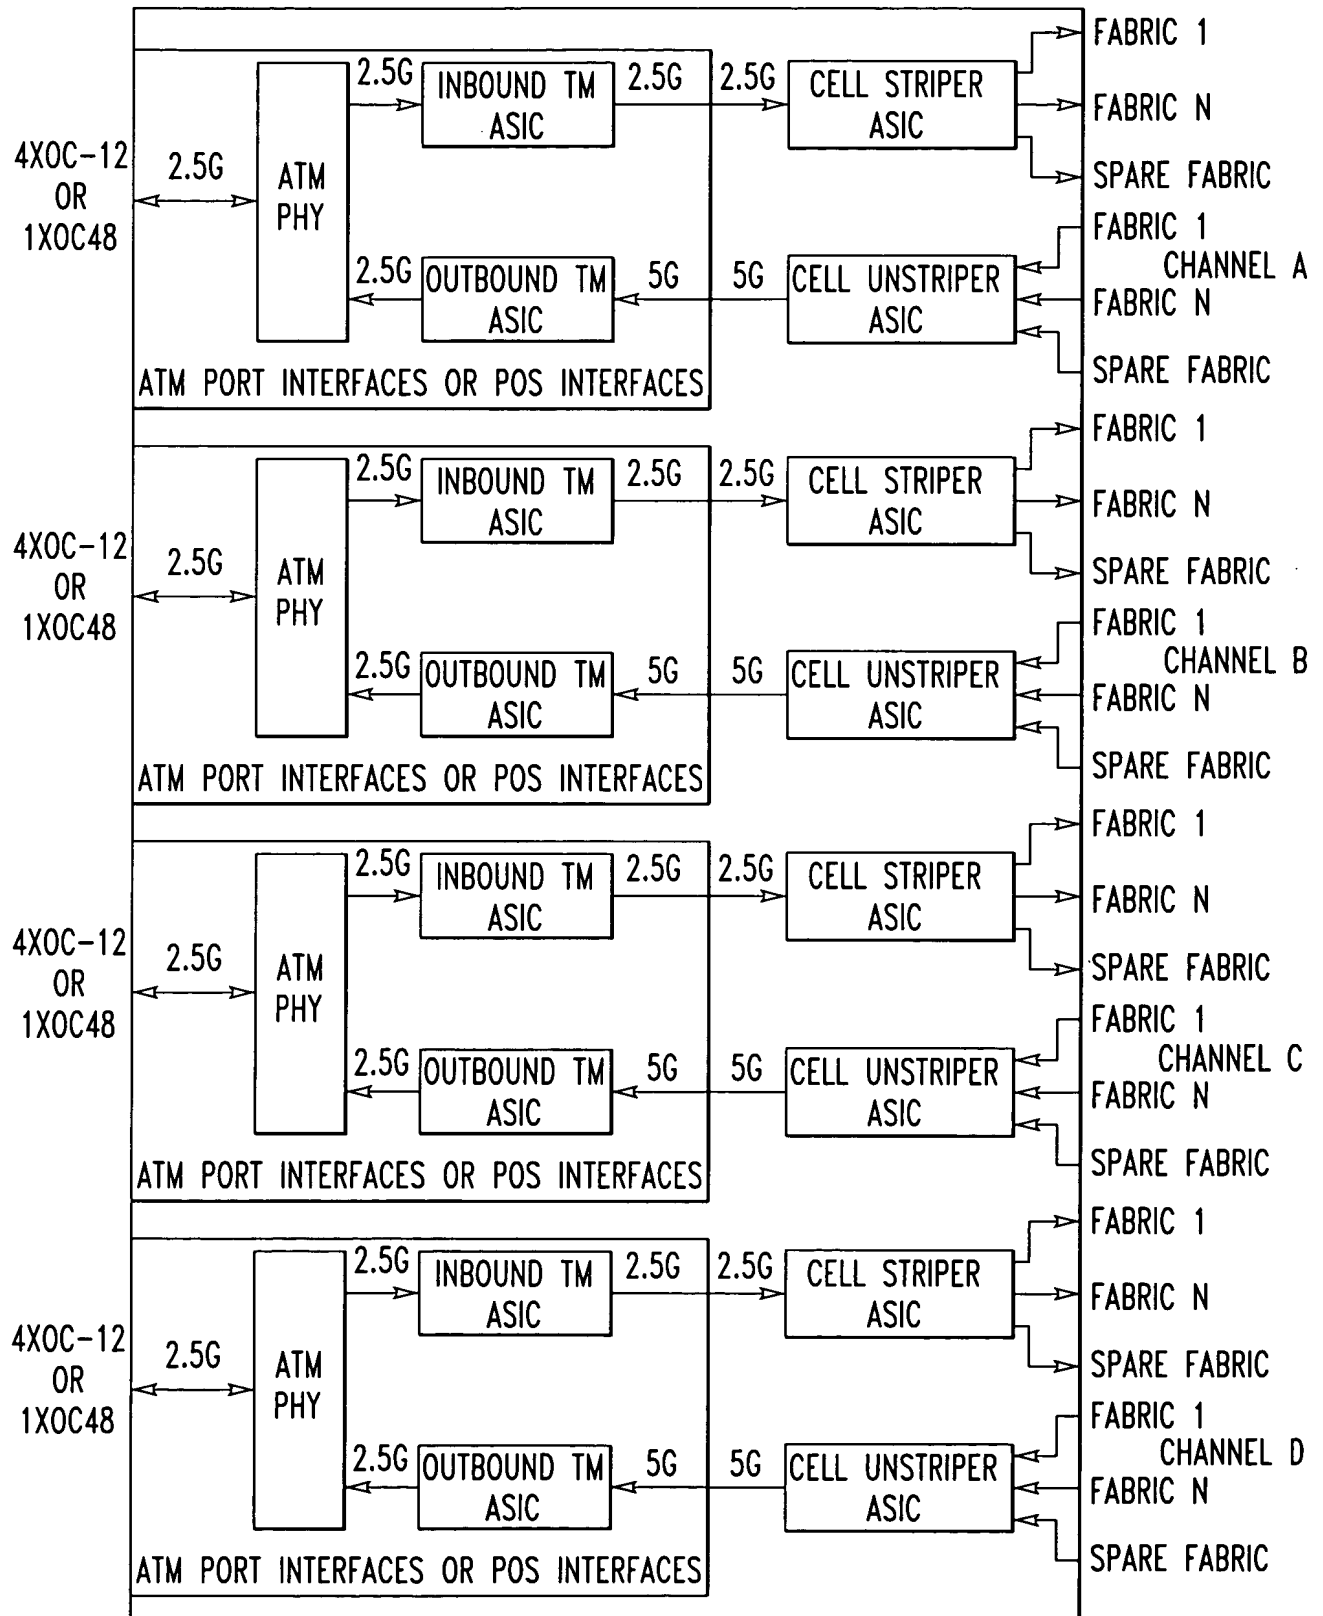 FABRIC 1
2.5G
INBOUND TM
ASIC
2.5G
2.5G
CELL STRIPER
ASIC
FABRIC N
4XOC-12
OR
1XOC48
2.5G
ATM
PHY
SPARE FABRIC
FABRIC 1
CHANNEL A
2.5G
OUTBOUND TM
ASIC
5G
5G
CELL UNSTRIPER
ASIC
FABRIC N
SPARE FABRIC
ATM PORT INTERFACES OR POS INTERFACES
FABRIC 1
2.5G
INBOUND TM
ASIC
2.5G
2.5G
CELL STRIPER
ASIC
FABRIC N
4XOC-12
OR
1XOC48
2.5G
ATM
PHY
SPARE FABRIC
FABRIC 1
CHANNEL B
2.5G
OUTBOUND TM
ASIC
5G
5G
CELL UNSTRIPER
ASIC
FABRIC N
SPARE FABRIC
ATM PORT INTERFACES OR POS INTERFACES
FABRIC 1
2.5G
INBOUND TM
ASIC
2.5G
2.5G
CELL STRIPER
ASIC
FABRIC N
4XOC-12
OR
1XOC48
2.5G
ATM
PHY
SPARE FABRIC
FABRIC 1
CHANNEL C
2.5G
OUTBOUND TM
ASIC
5G
5G
CELL UNSTRIPER
ASIC
FABRIC N
SPARE FABRIC
ATM PORT INTERFACES OR POS INTERFACES
FABRIC 1
2.5G
INBOUND TM
ASIC
2.5G
2.5G
CELL STRIPER
ASIC
FABRIC N
4XOC-12
OR
1XOC48
2.5G
ATM
PHY
SPARE FABRIC
FABRIC 1
CHANNEL D
2.5G
OUTBOUND TM
ASIC
5G
5G
CELL UNSTRIPER
ASIC
FABRIC N
SPARE FABRIC
ATM PORT INTERFACES OR POS INTERFACES